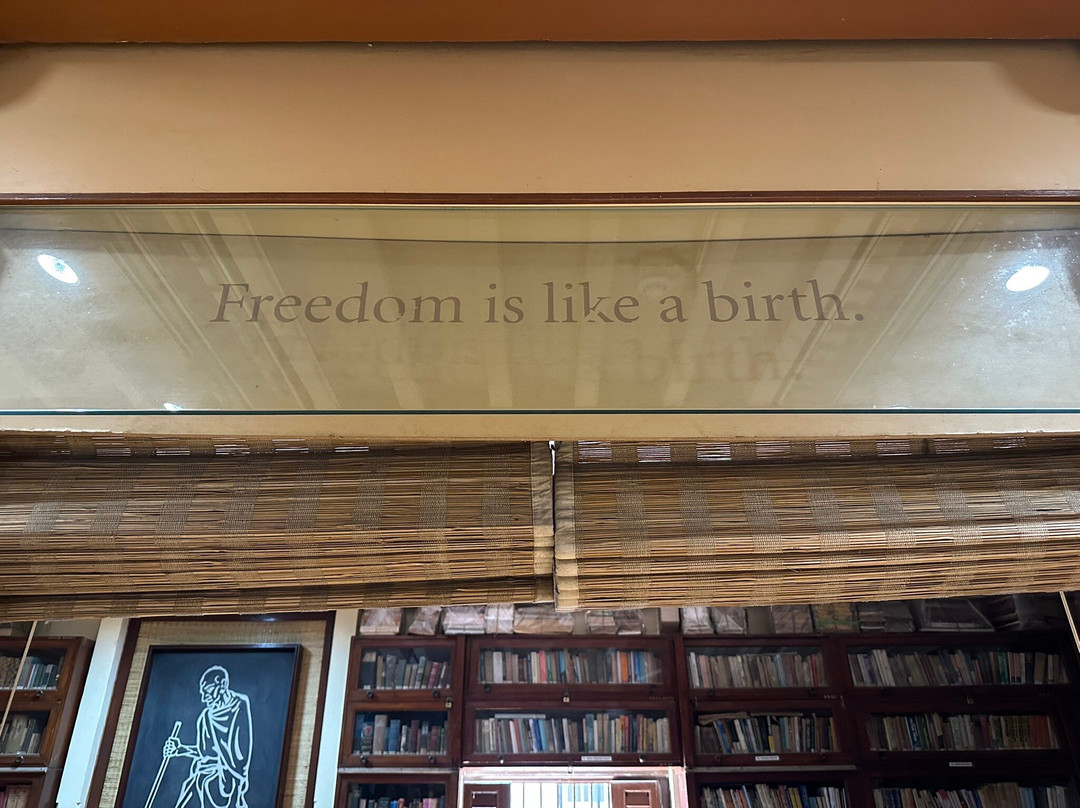 Freedom is like a birth.